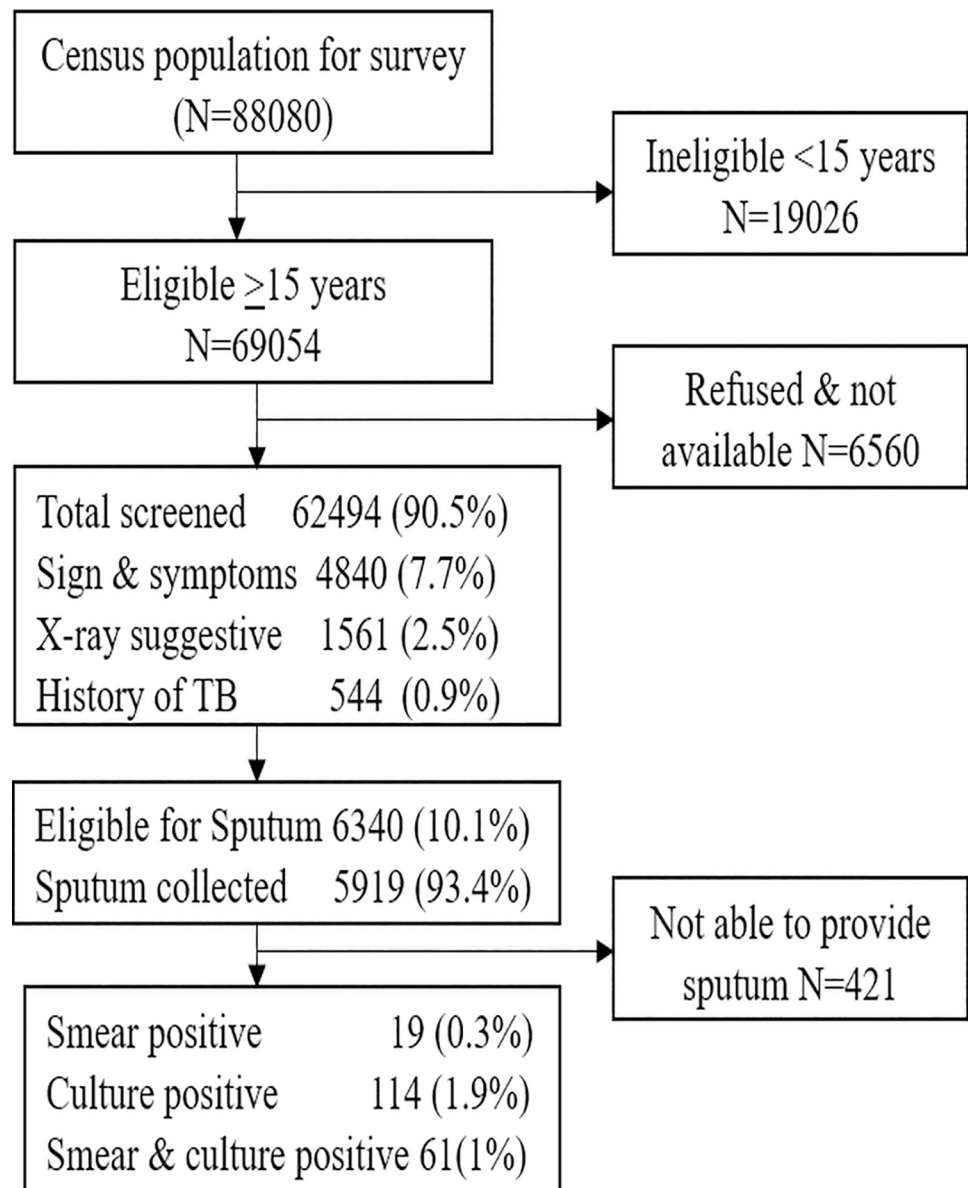 Census population for survey
(N=88080)
Ineligible <15 years
N=19026
Eligible ≥15 years
N=69054
Refused & not
available N=6560
Total screened 62494 (90.5%)
Sign & symptoms 4840 (7.7%)
X-ray suggestive 1561 (2.5%)
History of TB 544 (0.9%)
Eligible for Sputum 6340 (10.1%)
Sputum collected 5919 (93.4%)
Not able to provide
sputum N=421
Smear positive 19 (0.3%)
Culture positive 114 (1.9%)
Smear & culture positive 61(1%)